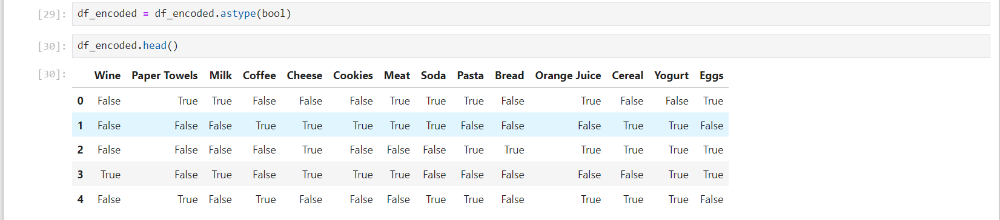 [29]: df_encoded = df_encoded.astype(bool)
[30]: df_encoded.head()
[30]: Wine Paper Towels Milk Coffee Cheese Cookies Meat Soda Pasta Bread Orange Juice Cereal Yogurt Eggs
0 False True True False False False True True True False True False False True
1 False False False True True True True True False False False True True False
2 False False False False True False False False True True True True True True
3 True False True False True True True False False False False False True True
4 False True False True False False False True True False True True True False